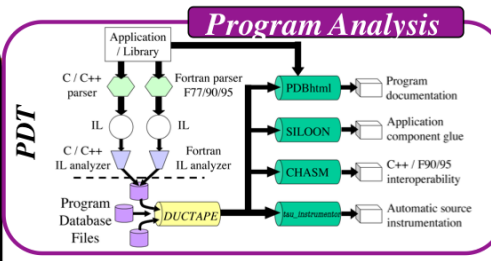 Program Analysis
PDT
Application
/ Library
C / C++
parser
Fortran parser
F77/90/95
IL
IL
C / C++
IL analyzer
Fortran
IL analyzer
Program
Database
Files
DUCTAPE
PDBhtml
Program
documentation
SILOON
Application
component glue
CHASM
C++ / F90/95
interoperability
tau_instrumentor
Automatic source
instrumentation